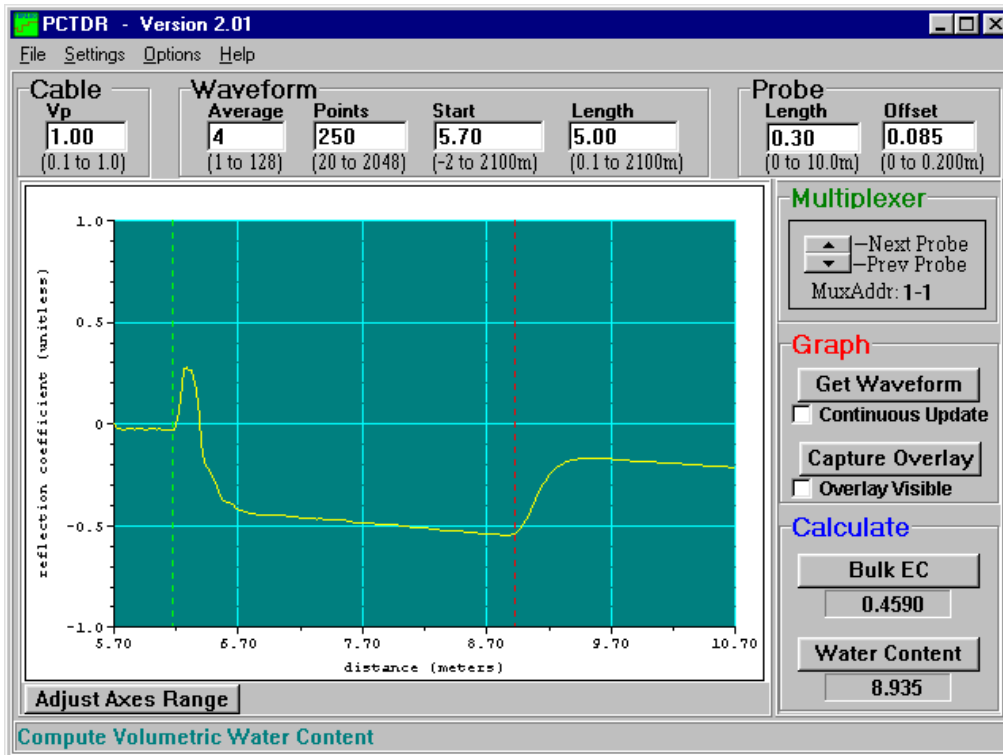 PCTDR - Version 2.01
File Settings Options Help
Cable
Vp
1.00
(0.1 to 1.0)
Waveform
Average Points Start Length
4 250 5.70 5.00
(1 to 128) (20 to 2048) (-2 to 2100m) (0.1 to 2100m)
Probe
Length Offset
0.30 0.085
(0 to 10.0m) (0 to 0.200m)
reflection coefficient (unitless)
1.0
0.5
0
-0.5
-1.0
5.70 6.70 7.70 8.70 9.70 10.70
distance (meters)
Adjust Axes Range
Multiplexer
Next Probe
Prev Probe
MuxAddr: 1-1
Graph
Get Waveform
Continuous Update
Capture Overlay
Overlay Visible
Calculate
Bulk EC
0.4590
Water Content
8.935
Compute Volumetric Water Content